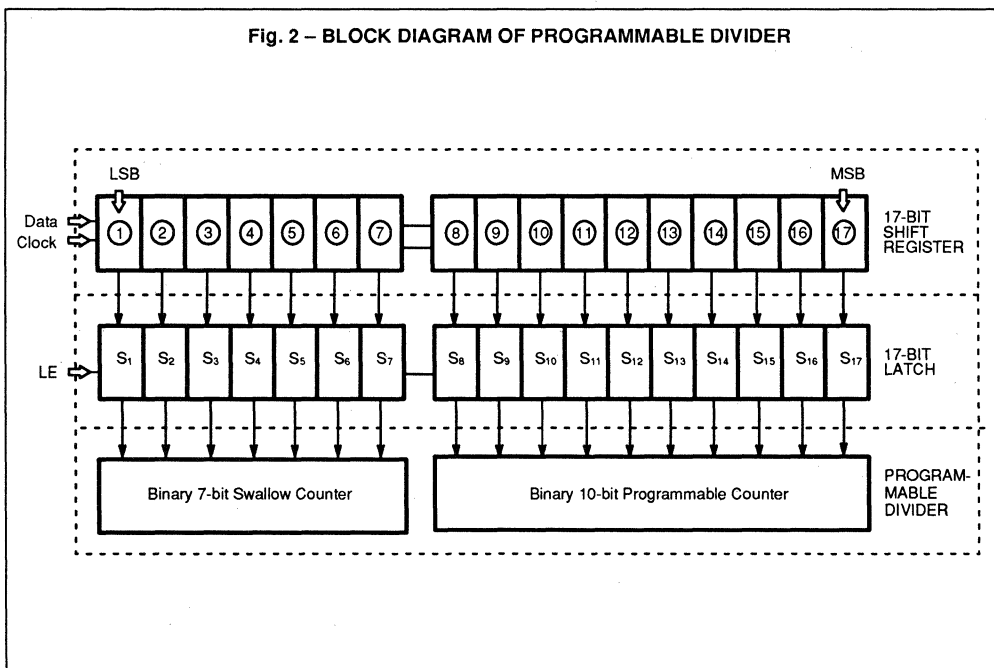 Fig. 2 – BLOCK DIAGRAM OF PROGRAMMABLE DIVIDER
LSB
MSB
Data
Clock
1 2 3 4 5 6 7 8 9 10 11 12 13 14 15 16 17
17-BIT
SHIFT
REGISTER
LE
S1 S2 S3 S4 S5 S6 S7 S8 S9 S10 S11 S12 S13 S14 S15 S16 S17
17-BIT
LATCH
Binary 7-bit Swallow Counter
Binary 10-bit Programmable Counter
PROGRAM-
MABLE
DIVIDER